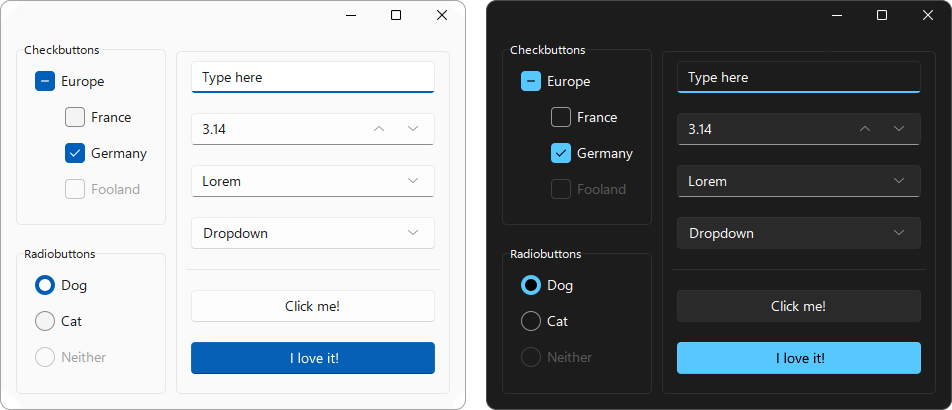 Checkbuttons
Europe
France
Germany
Fooland
Radiobuttons
Dog
Cat
Neither
Type here
3.14
Lorem
Dropdown
Click me!
I love it!
Checkbuttons
Europe
France
Germany
Fooland
Radiobuttons
Dog
Cat
Neither
Type here
3.14
Lorem
Dropdown
Click me!
I love it!